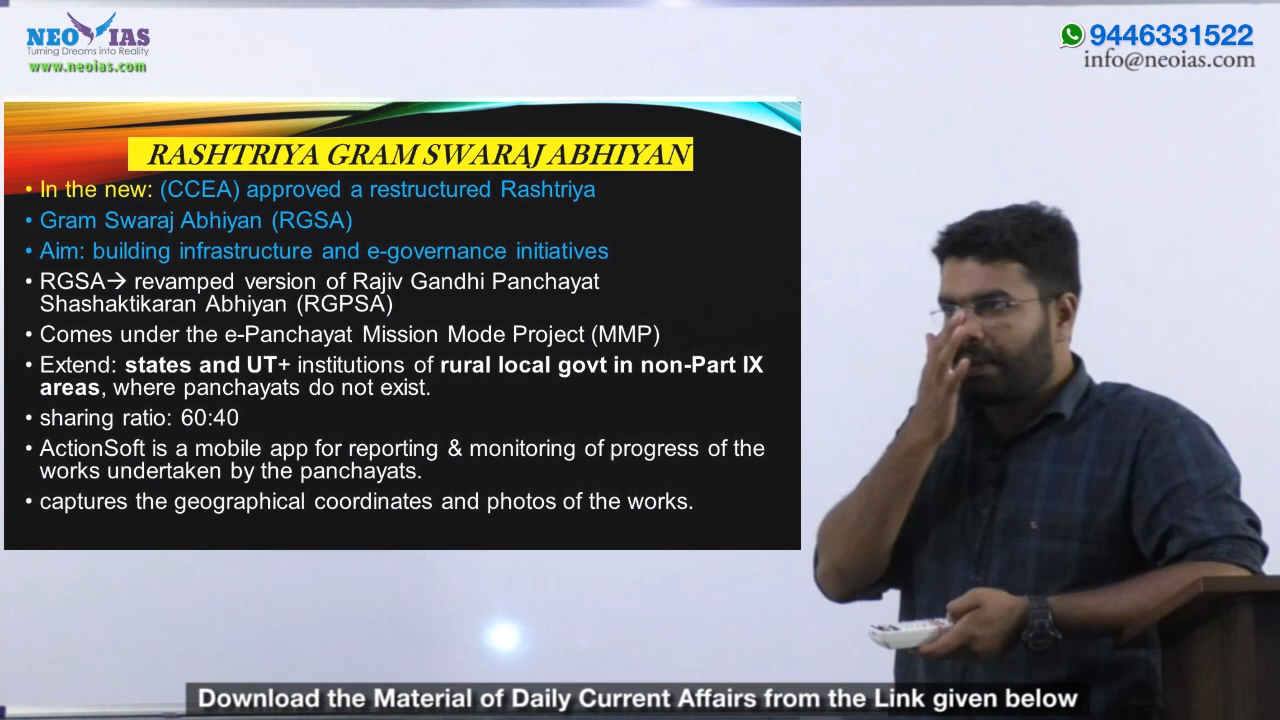 NEO IAS
Turning Dreams into Reality
www.neoias.com
9446331522
info@neoias.com
RASHTRIYA GRAM SWARAJ ABHIYAN
• In the new: (CCEA) approved a restructured Rashtriya
• Gram Swaraj Abhiyan (RGSA)
• Aim: building infrastructure and e-governance initiatives
• RGSA→ revamped version of Rajiv Gandhi Panchayat
Shashaktikaran Abhiyan (RGPSA)
• Comes under the e-Panchayat Mission Mode Project (MMP)
• Extend: states and UT+ institutions of rural local govt in non-Part IX
areas, where panchayats do not exist.
• sharing ratio: 60:40
• ActionSoft is a mobile app for reporting & monitoring of progress of the
works undertaken by the panchayats.
• captures the geographical coordinates and photos of the works.
Download the Material of Daily Current Affairs from the Link given below